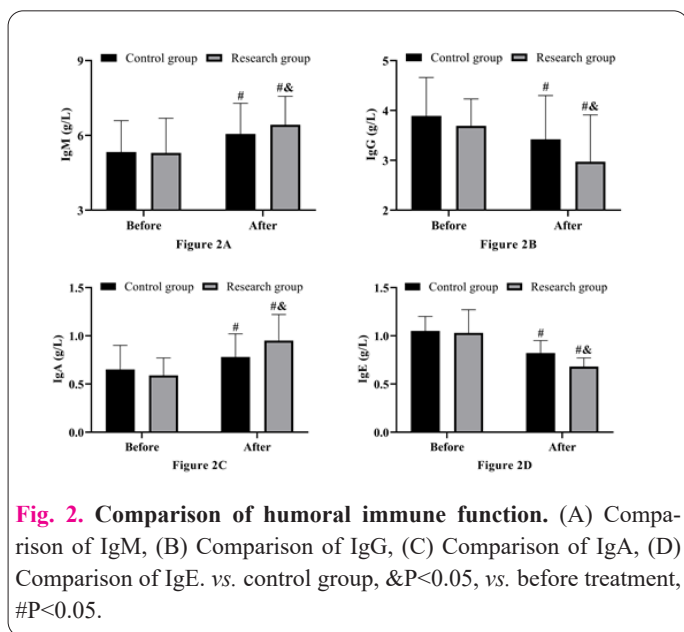 Control group Research group
9
6
3
IgM (g/L)
#
#&
Before After
Figure 2A
Control group Research group
5
4
3
2
IgG (g/L)
#
#&
Before After
Figure 2B
Control group Research group
1.5
1.0
0.5
0.0
IgA (g/L)
#
#&
Before After
Figure 2C
Control group Research group
1.5
1.0
0.5
0.0
IgE (g/L)
#
#&
Before After
Figure 2D
Fig. 2. Comparison of humoral immune function. (A) Compa-
rison of IgM, (B) Comparison of IgG, (C) Comparison of IgA, (D)
Comparison of IgE. vs. control group, &P<0.05, vs. before treatment,
#P<0.05.